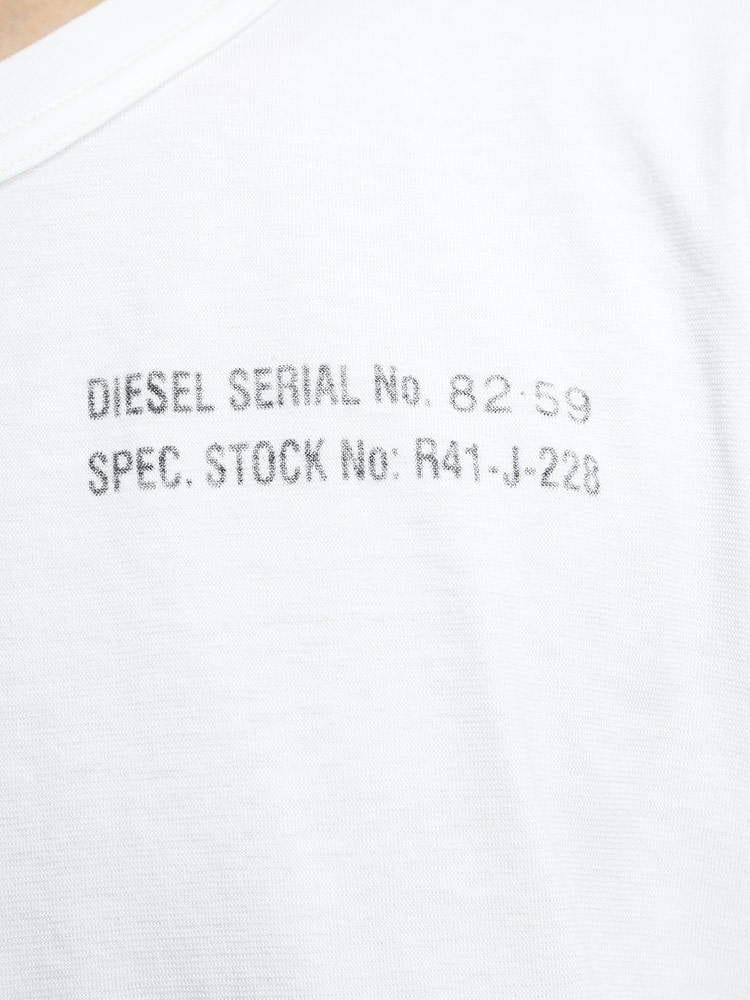 DIESEL SERIAL No. 82·59
SPEC. STOCK No: R41-J-228